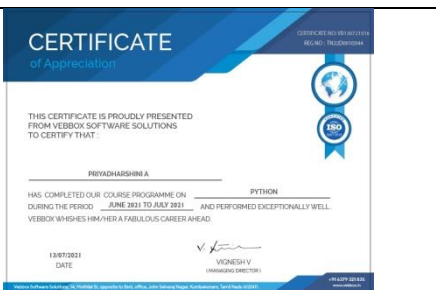 CERTIFICATE
of Appreciation
THIS CERTIFICATE IS PROUDLY PRESENTED
FROM VEBBOX SOFTWARE SOLUTIONS
TO CERTIFY THAT :
PRIYADHARSHINI A
HAS COMPLETED OUR COURSE PROGRAMME ON PYTHON
DURING THE PERIOD JUNE 2021 TO JULY 2021 AND PERFORMED EXCEPTIONALLY WELL.
VEBBOX WHISHES HIM/HER A FABULOUS CAREER AHEAD.
ISO
13/07/2021
DATE
VIGNESH V
(MANAGING DIRECTOR)